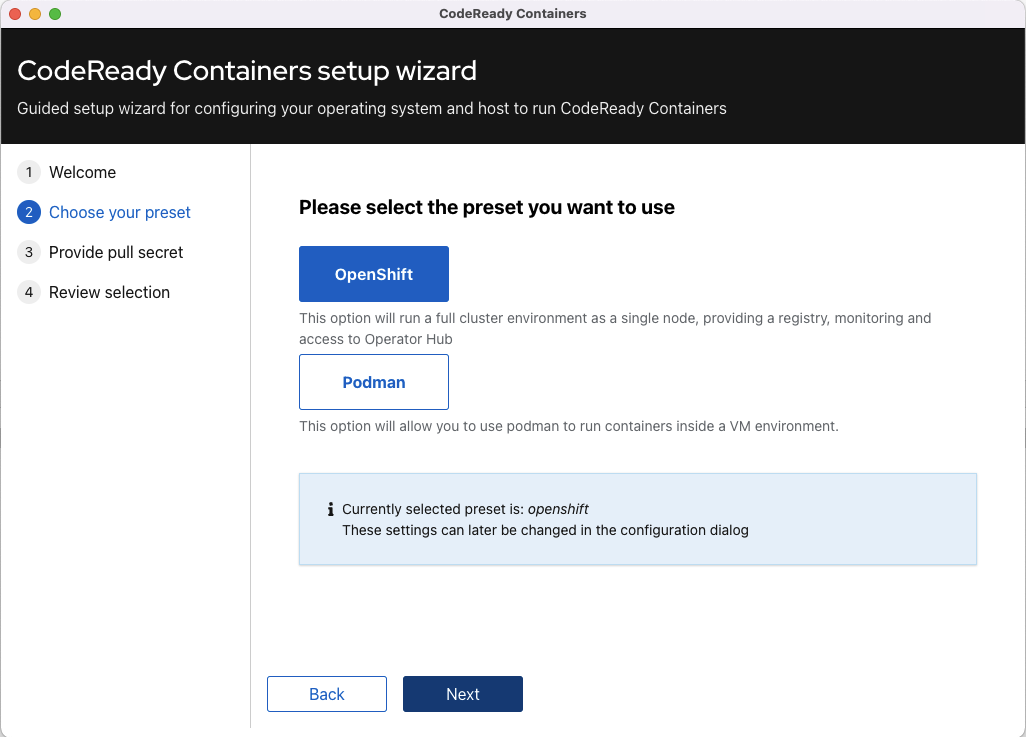 CodeReady Containers
CodeReady Containers setup wizard
Guided setup wizard for configuring your operating system and host to run CodeReady Containers
1 Welcome
2 Choose your preset
3 Provide pull secret
4 Review selection
Please select the preset you want to use
OpenShift
This option will run a full cluster environment as a single node, providing a registry, monitoring and
access to Operator Hub
Podman
This option will allow you to use podman to run containers inside a VM environment.
Currently selected preset is: openshift
These settings can later be changed in the configuration dialog
Back
Next